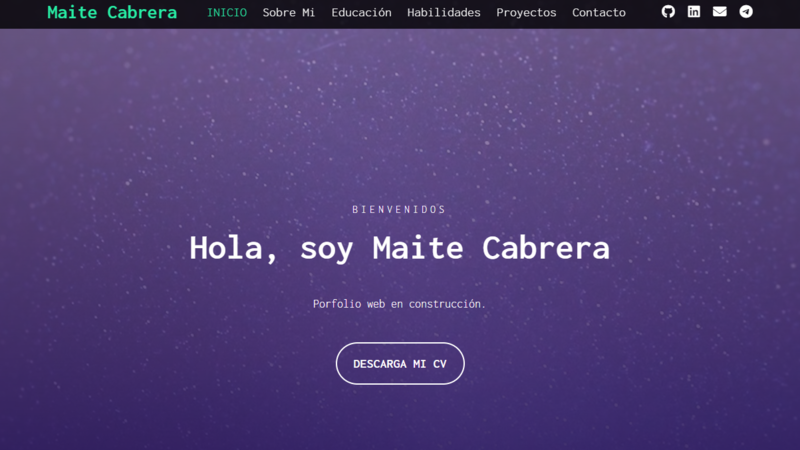 Maite Cabrera INICIO Sobre Mi Educación Habilidades Proyectos Contacto
BIENVENIDOS
Hola, soy Maite Cabrera
Porfolio web en construcción.
DESCARGA MI CV